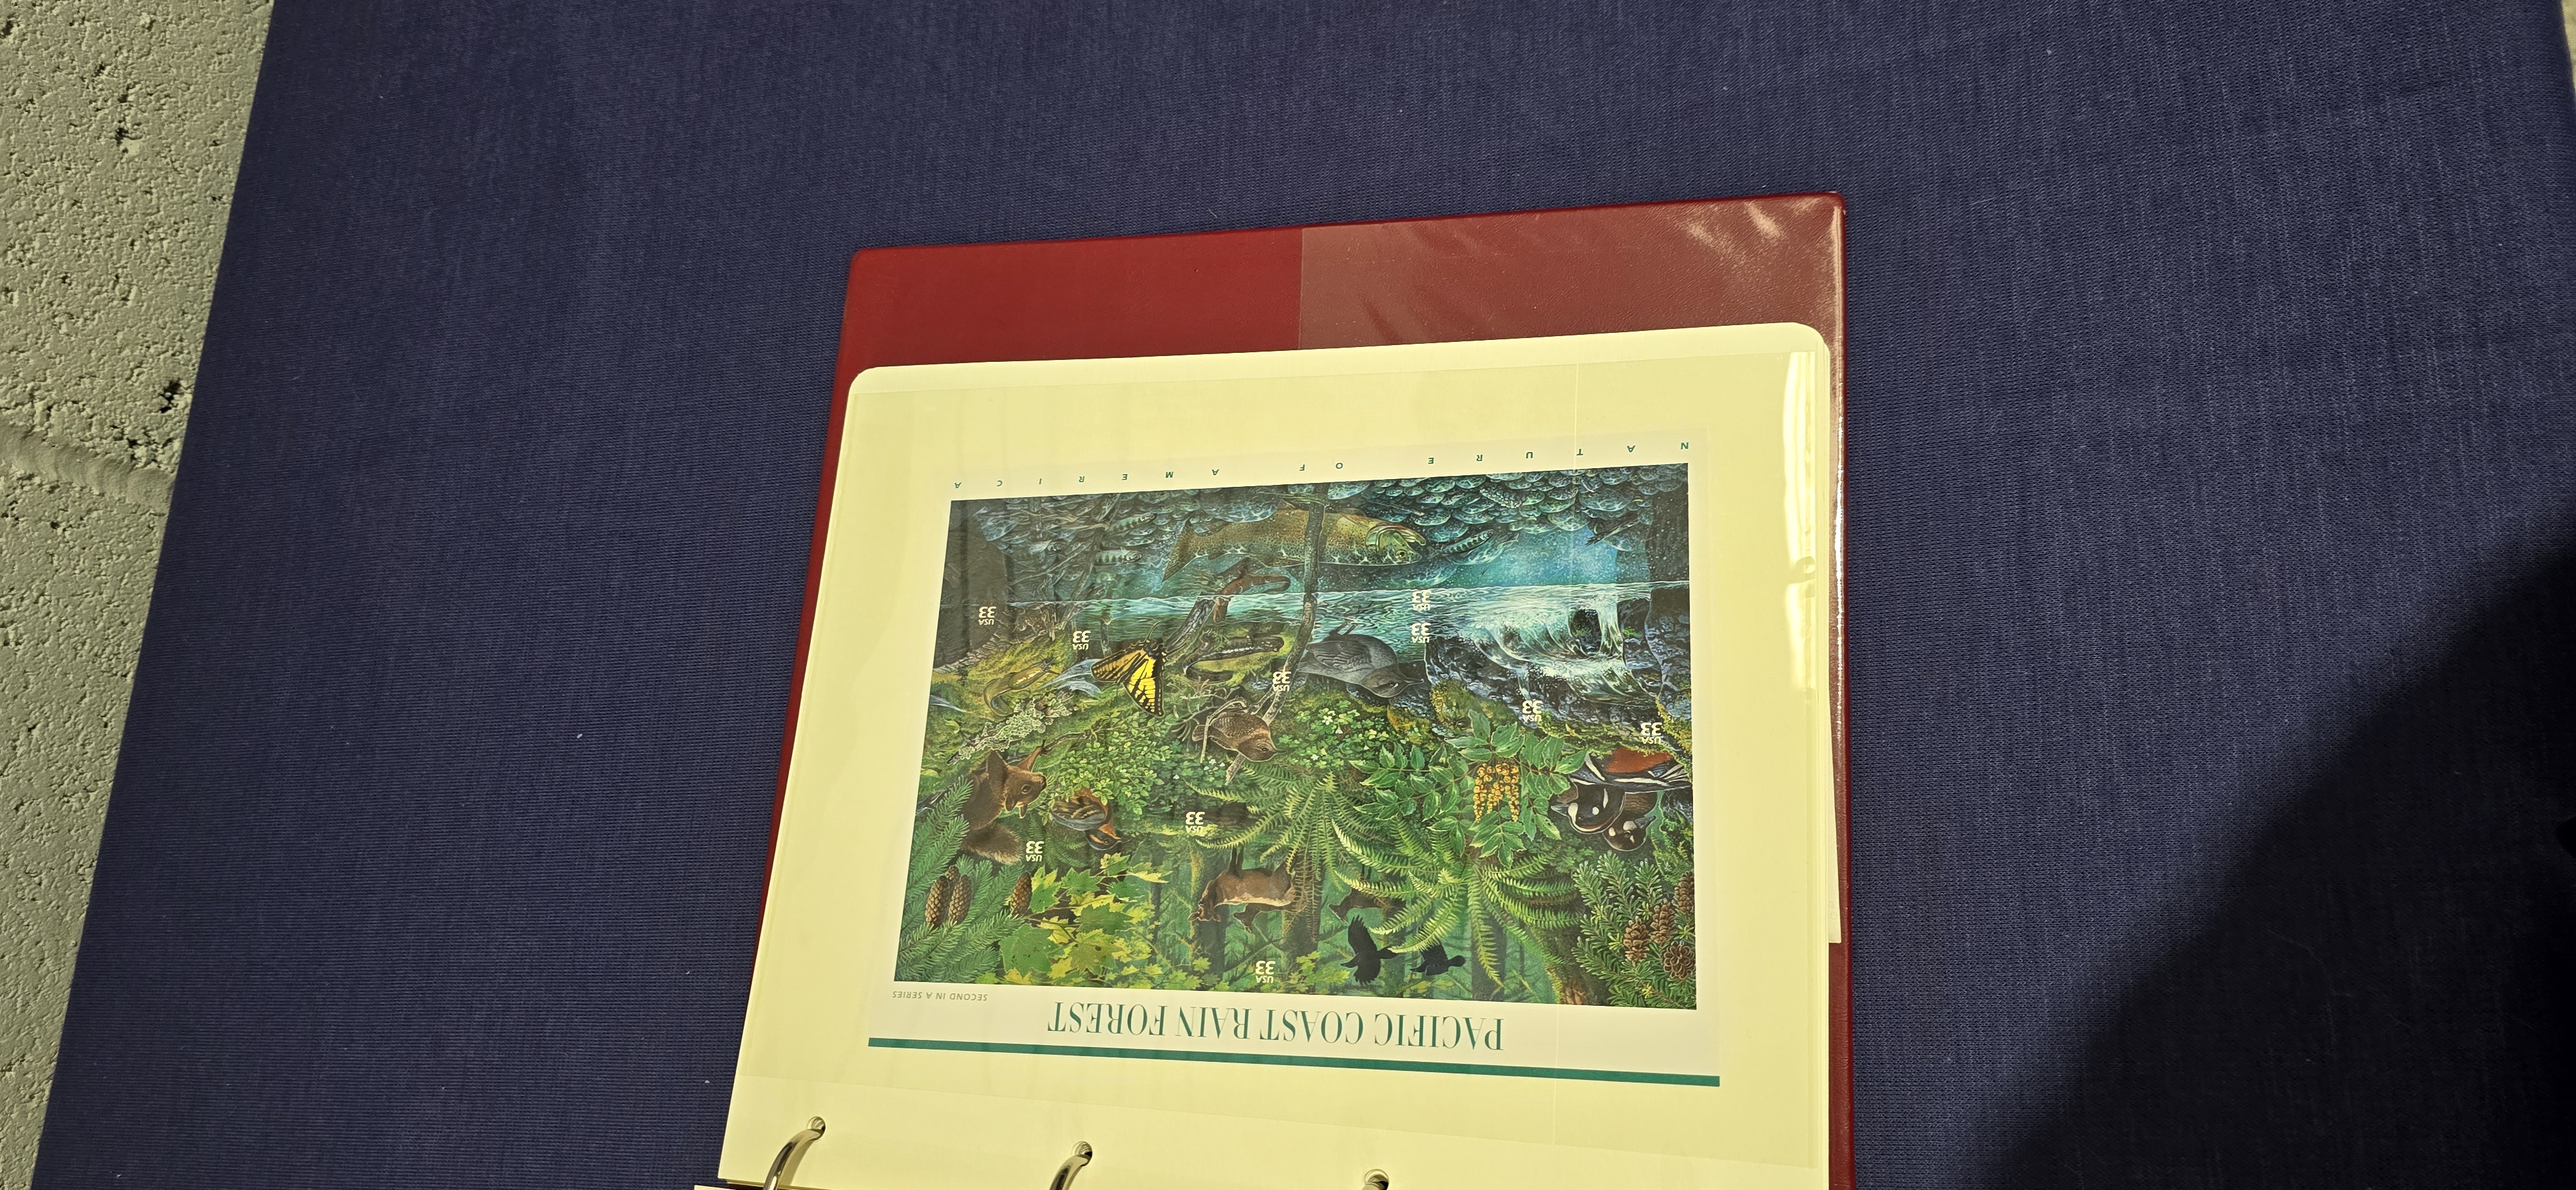 PACIFIC COAST RAIN FOREST
SECOND IN A SERIES
USA
33
USA
33
USA
33
USA
33
USA
33
USA
33
USA
33
USA
33
USA
33
USA
33
NATURE OF AMERICA